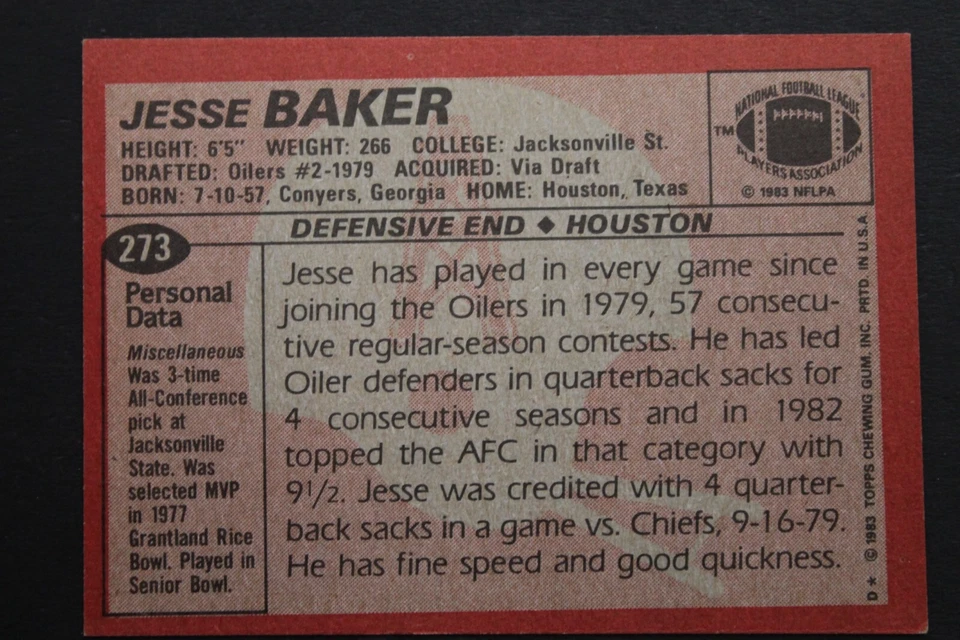 JESSE BAKER
HEIGHT: 6'5" WEIGHT: 266 COLLEGE: Jacksonville St.
DRAFTED: Oilers #2-1979 ACQUIRED: Via Draft
BORN: 7-10-57, Conyers, Georgia HOME: Houston, Texas
NATIONAL FOOTBALL LEAGUE
TM
PLAYERS ASSOCIATION
© 1983 NFLPA
DEFENSIVE END ◆ HOUSTON
273
Personal
Data
Miscellaneous
Was 3-time
All-Conference
pick at
Jacksonville
State. Was
selected MVP
in 1977
Grantland Rice
Bowl. Played in
Senior Bowl.
Jesse has played in every game since
joining the Oilers in 1979, 57 consecu-
tive regular-season contests. He has led
Oiler defenders in quarterback sacks for
4 consecutive seasons and in 1982
topped the AFC in that category with
9½. Jesse was credited with 4 quarter-
back sacks in a game vs. Chiefs, 9-16-79.
He has fine speed and good quickness.
D* © 1983 TOPPS CHEWING GUM, INC. PRTD. IN U.S.A.